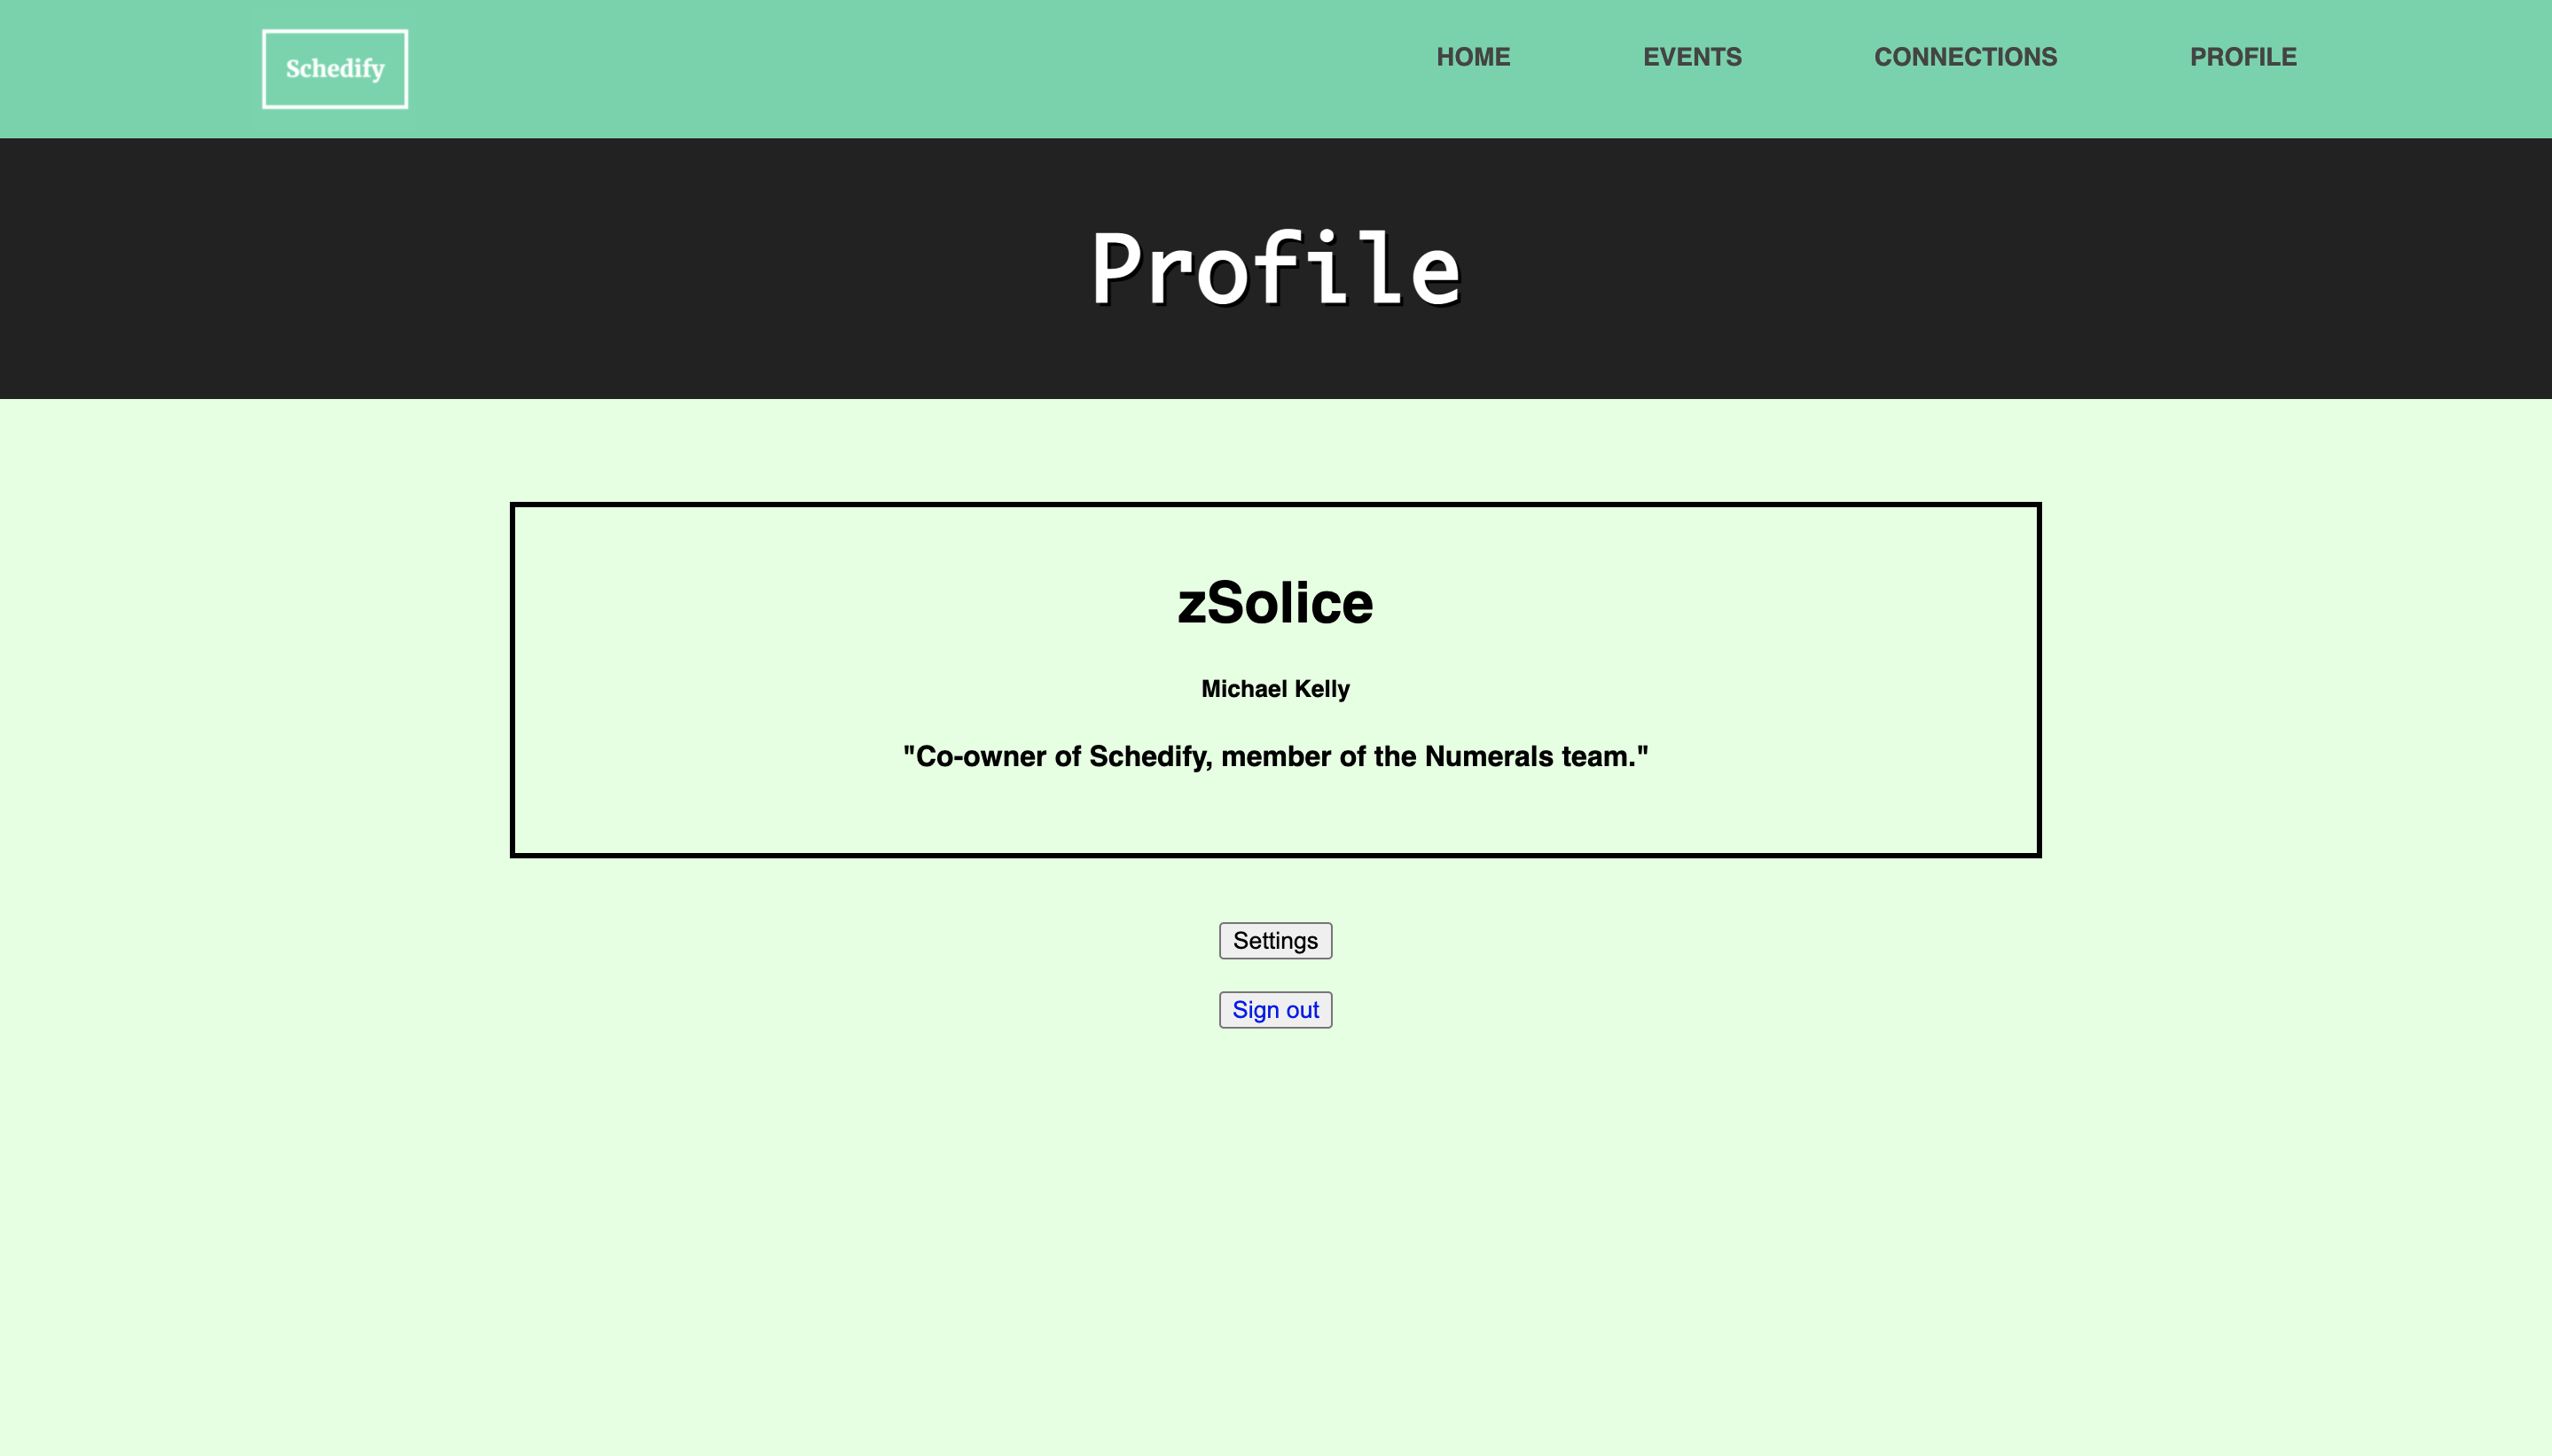 Schedify
HOME EVENTS CONNECTIONS PROFILE
Profile
zSolice
Michael Kelly
"Co-owner of Schedify, member of the Numerals team."
Settings
Sign out